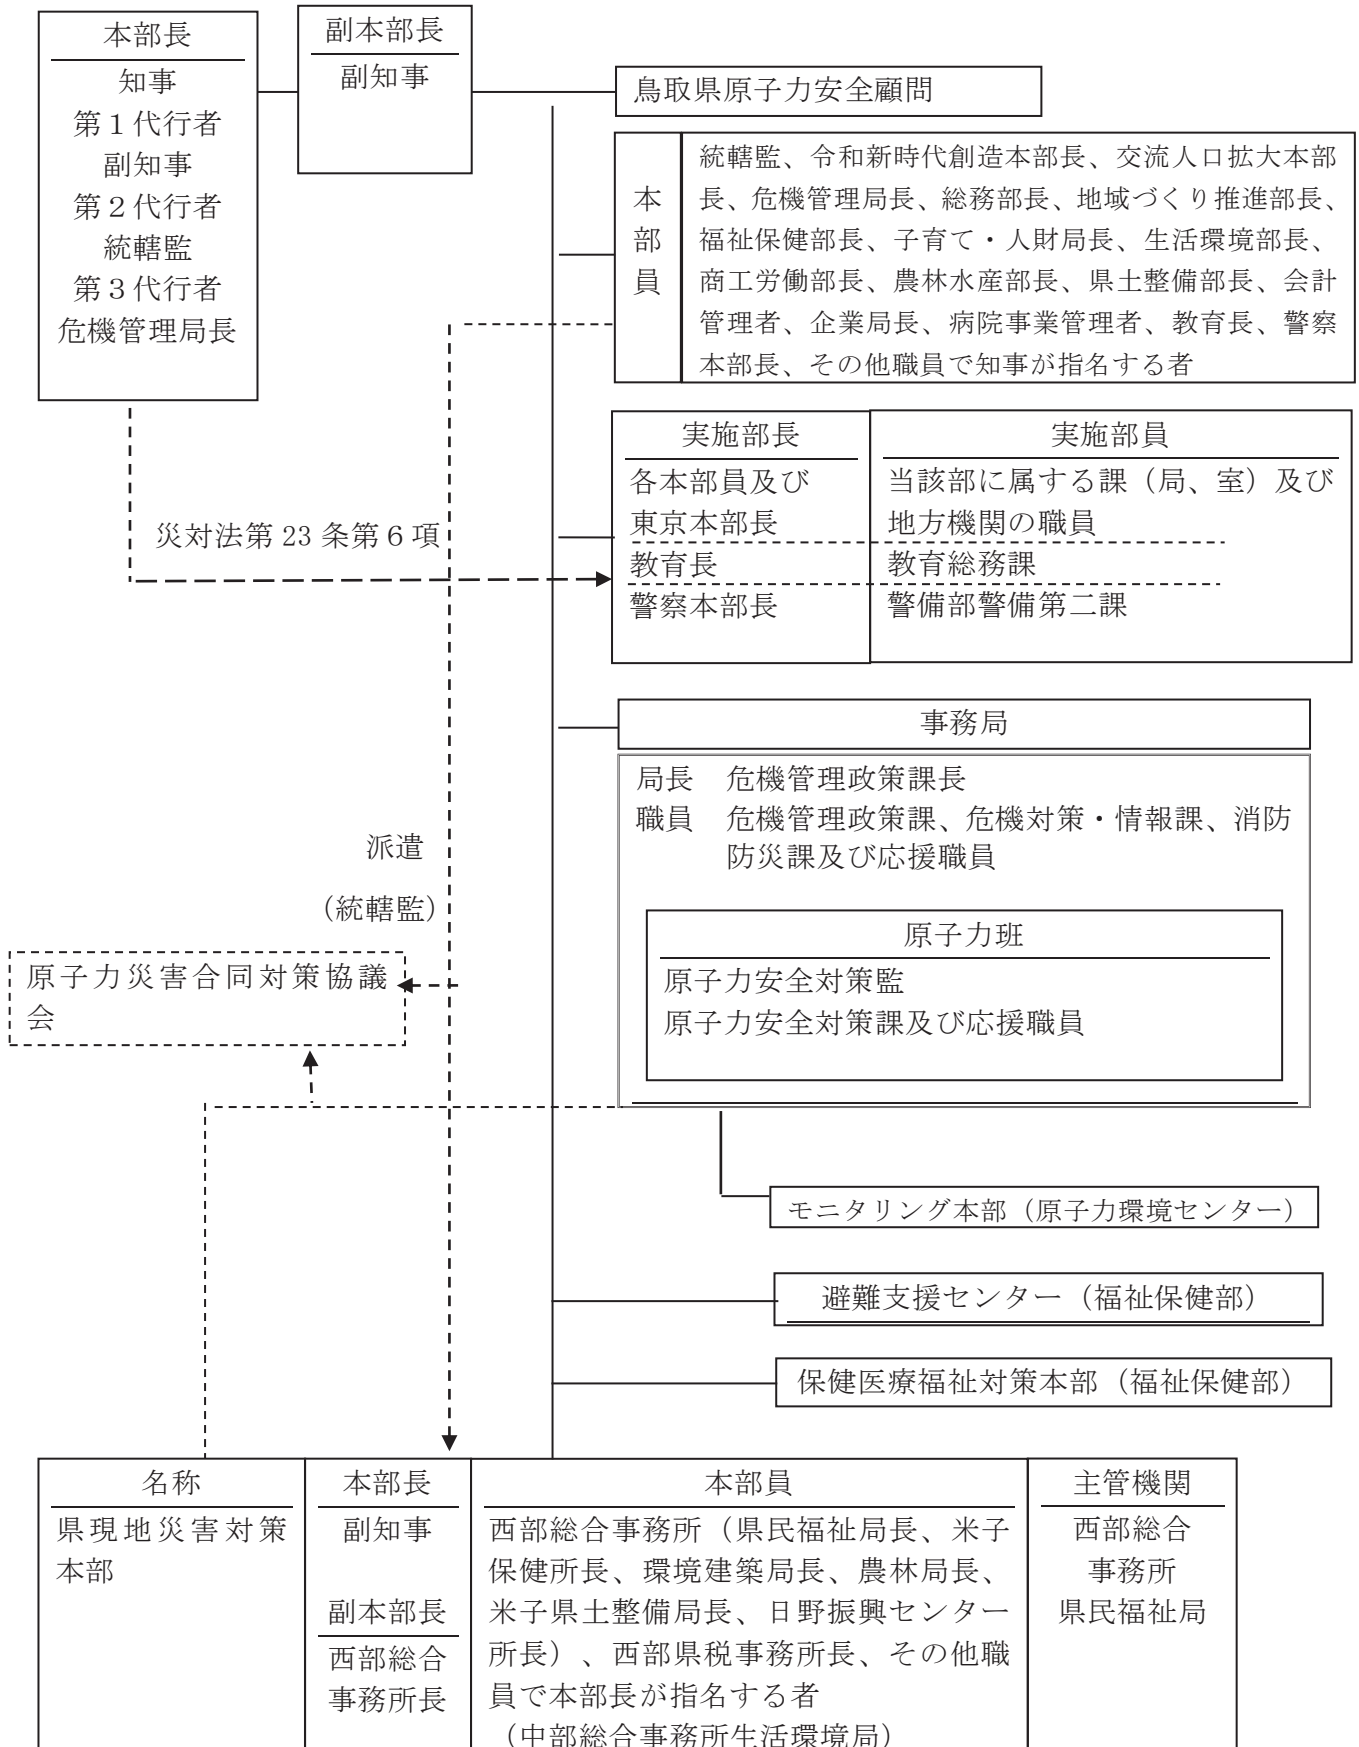 本部長
知事
第１代行者
副知事
第２代行者
統轄監
第３代行者
危機管理局長
副本部長
副知事
鳥取県原子力安全顧問
本部員
統轄監、令和新時代創造本部長、交流人口拡大本部
長、危機管理局長、総務部長、地域づくり推進部長、
福祉保健部長、子育て・人財局長、生活環境部長、
商工労働部長、農林水産部長、県土整備部長、会計
管理者、企業局長、病院事業管理者、教育長、警察
本部長、その他職員で知事が指名する者
実施部長
各本部員及び
東京本部長
教育長
警察本部長
実施部員
当該部に属する課（局、室）及び
地方機関の職員
教育総務課
警備部警備第二課
災対法第 23 条第６項
事務局
局長　危機管理政策課長
職員　危機管理政策課、危機対策・情報課、消防
防災課及び応援職員
原子力班
原子力安全対策監
原子力安全対策課及び応援職員
派遣
（統轄監）
原子力災害合同対策協議
会
モニタリング本部（原子力環境センター）
避難支援センター（福祉保健部）
保健医療福祉対策本部（福祉保健部）
名称
県現地災害対策
本部
本部長
副知事
副本部長
西部総合
事務所長
本部員
西部総合事務所（県民福祉局長、米子
保健所長、環境建築局長、農林局長、
米子県土整備局長、日野振興センター
所長）、西部県税事務所長、その他職
員で本部長が指名する者
（中部総合事務所生活環境局）
主管機関
西部総合
事務所
県民福祉局